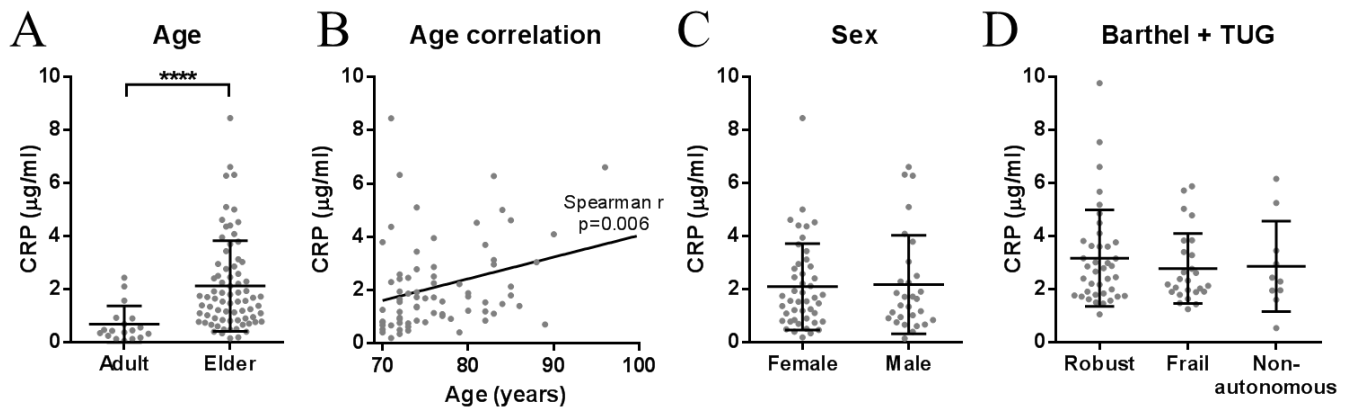 A Age
B Age correlation
C Sex
D Barthel + TUG
CRP (µg/ml)
10
8
6
4
2
0
****
Adult Elder
CRP (µg/ml)
10
8
6
4
2
0
Spearman r
p=0.006
70 80 90 100
Age (years)
CRP (µg/ml)
10
8
6
4
2
0
Female Male
CRP (µg/ml)
10
8
6
4
2
0
Robust Frail Non-
autonomous